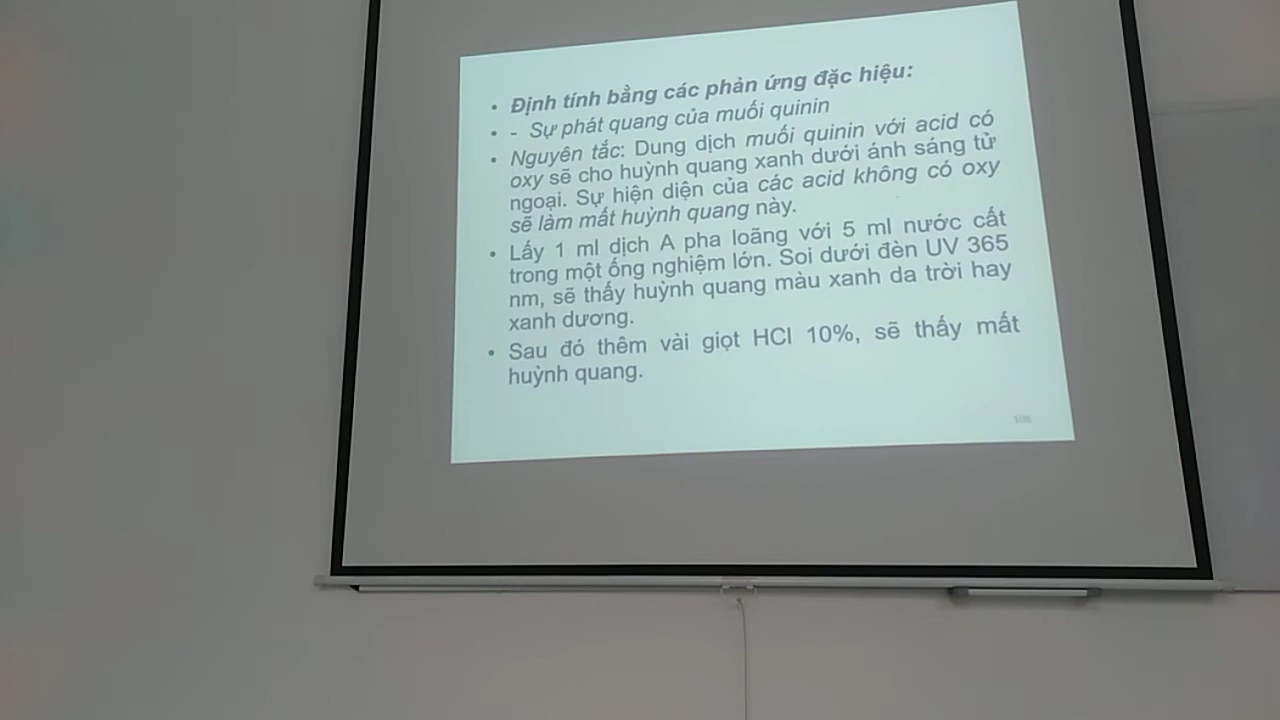 • Định tính bằng các phản ứng đặc hiệu:
• - Sự phát quang của muối quinin
• Nguyên tắc: Dung dịch muối quinin với acid có
oxy sẽ cho huỳnh quang xanh dưới ánh sáng tử
ngoại. Sự hiện diện của các acid không có oxy
sẽ làm mất huỳnh quang này.
• Lấy 1 ml dịch A pha loãng với 5 ml nước cất
trong một ống nghiệm lớn. Soi dưới đèn UV 365
nm, sẽ thấy huỳnh quang màu xanh da trời hay
xanh dương.
• Sau đó thêm vài giọt HCl 10%, sẽ thấy mất
huỳnh quang.